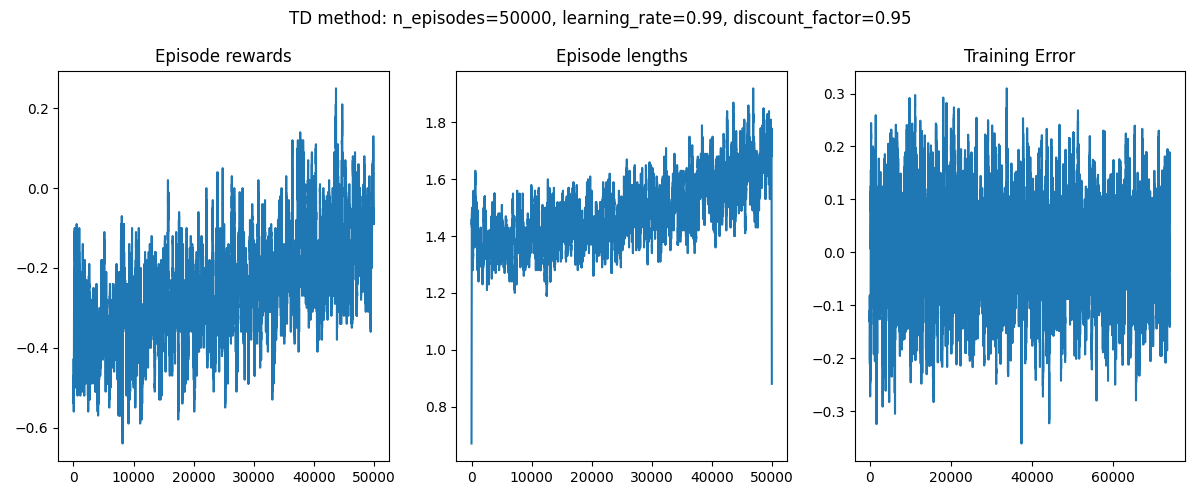 TD method: n_episodes=50000, learning_rate=0.99, discount_factor=0.95
Episode rewards
Episode lengths
Training Error
0.2
0.0
−0.2
−0.4
−0.6
0 10000 20000 30000 40000 50000
1.8
1.6
1.4
1.2
1.0
0.8
0 10000 20000 30000 40000 50000
0.3
0.2
0.1
0.0
−0.1
−0.2
−0.3
0 20000 40000 60000